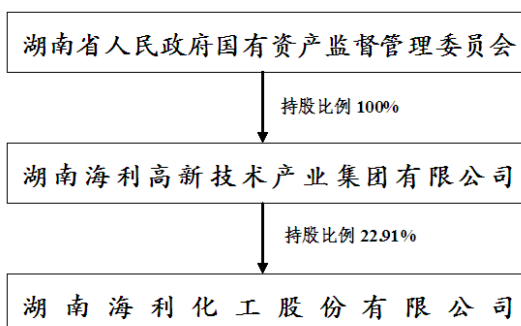 湖南省人民政府国有资产监督管理委员会
持股比例 100%
湖南海利高新技术产业集团有限公司
持股比例 22.91%
湖南海利化工股份有限公司